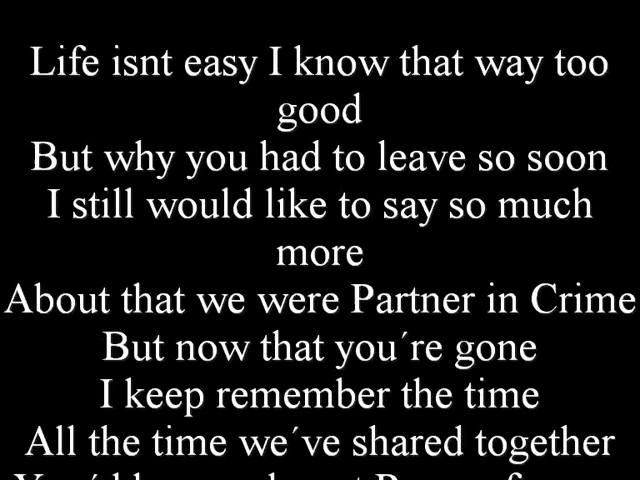 Life isnt easy I know that way too
good
But why you had to leave so soon
I still would like to say so much
more
About that we were Partner in Crime
But now that you´re gone
I keep remember the time
All the time we´ve shared together